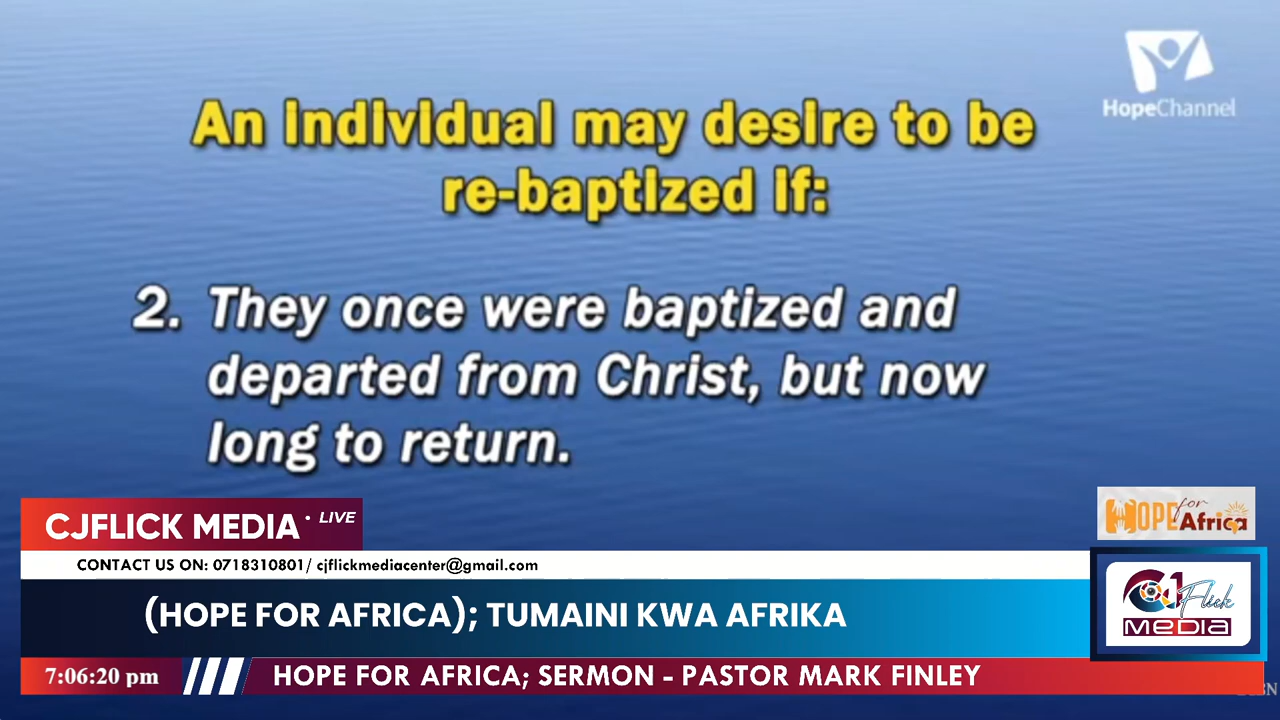 HopeChannel
An individual may desire to be
re-baptized if:
2. They once were baptized and
departed from Christ, but now
long to return.
CJFLICK MEDIA • LIVE
HOPE for Africa
CONTACT US ON: 0718310801/ cjflickmediacenter@gmail.com
(HOPE FOR AFRICA); TUMAINI KWA AFRIKA
Flick
MEDIA
7:06:20 pm
HOPE FOR AFRICA; SERMON - PASTOR MARK FINLEY